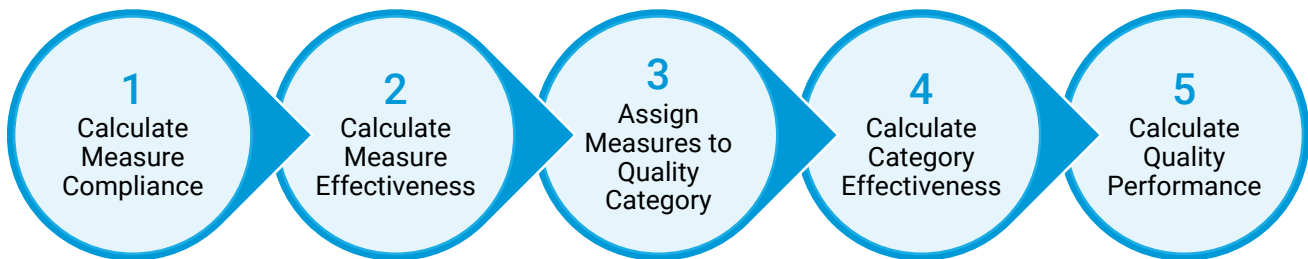 1
Calculate
Measure
Compliance
2
Calculate
Measure
Effectiveness
3
Assign
Measures to
Quality
Category
4
Calculate
Category
Effectiveness
5
Calculate
Quality
Performance